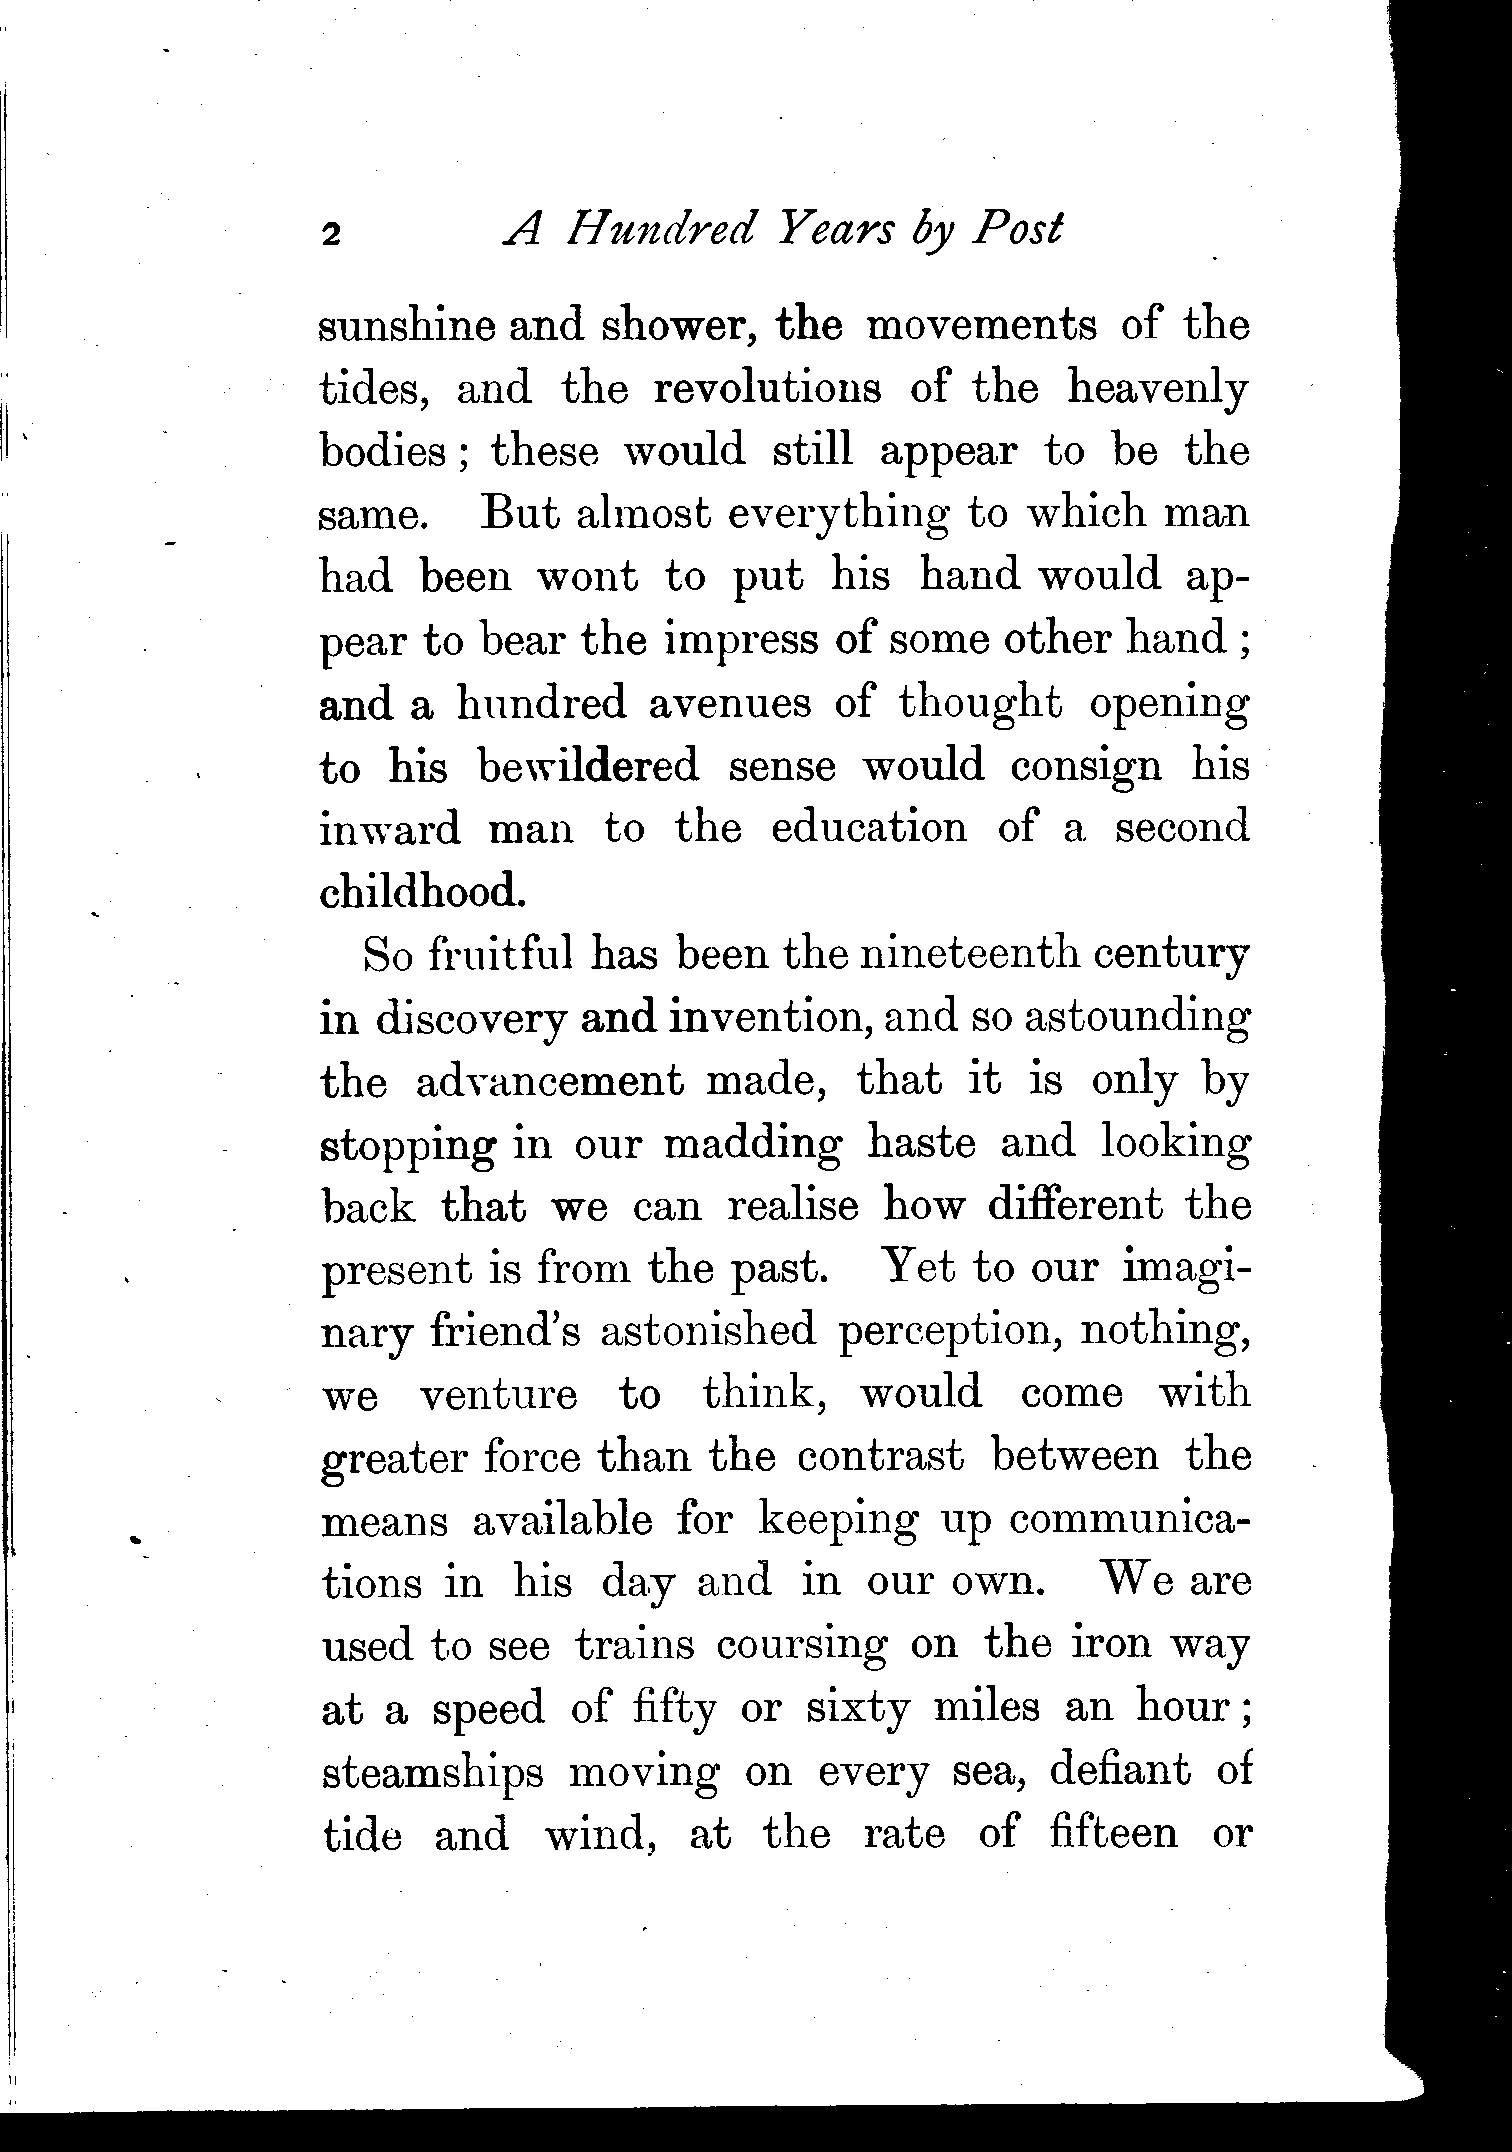 2 A Hundred Years by Post
sunshine and shower, the movements of the
tides, and the revolutions of the heavenly
bodies ; these would still appear to be the
same. But almost everything to which man
had been wont to put his hand would ap-
pear to bear the impress of some other hand ;
and a hundred avenues of thought opening
to his bewildered sense would consign his
inward man to the education of a second
childhood.
So fruitful has been the nineteenth century
in discovery and invention, and so astounding
the advancement made, that it is only by
stopping in our madding haste and looking
back that we can realise how different the
present is from the past. Yet to our imagi-
nary friend's astonished perception, nothing,
we venture to think, would come with
greater force than the contrast between the
means available for keeping up communica-
tions in his day and in our own. We are
used to see trains coursing on the iron way
at a speed of fifty or sixty miles an hour ;
steamships moving on every sea, defiant of
tide and wind, at the rate of fifteen or